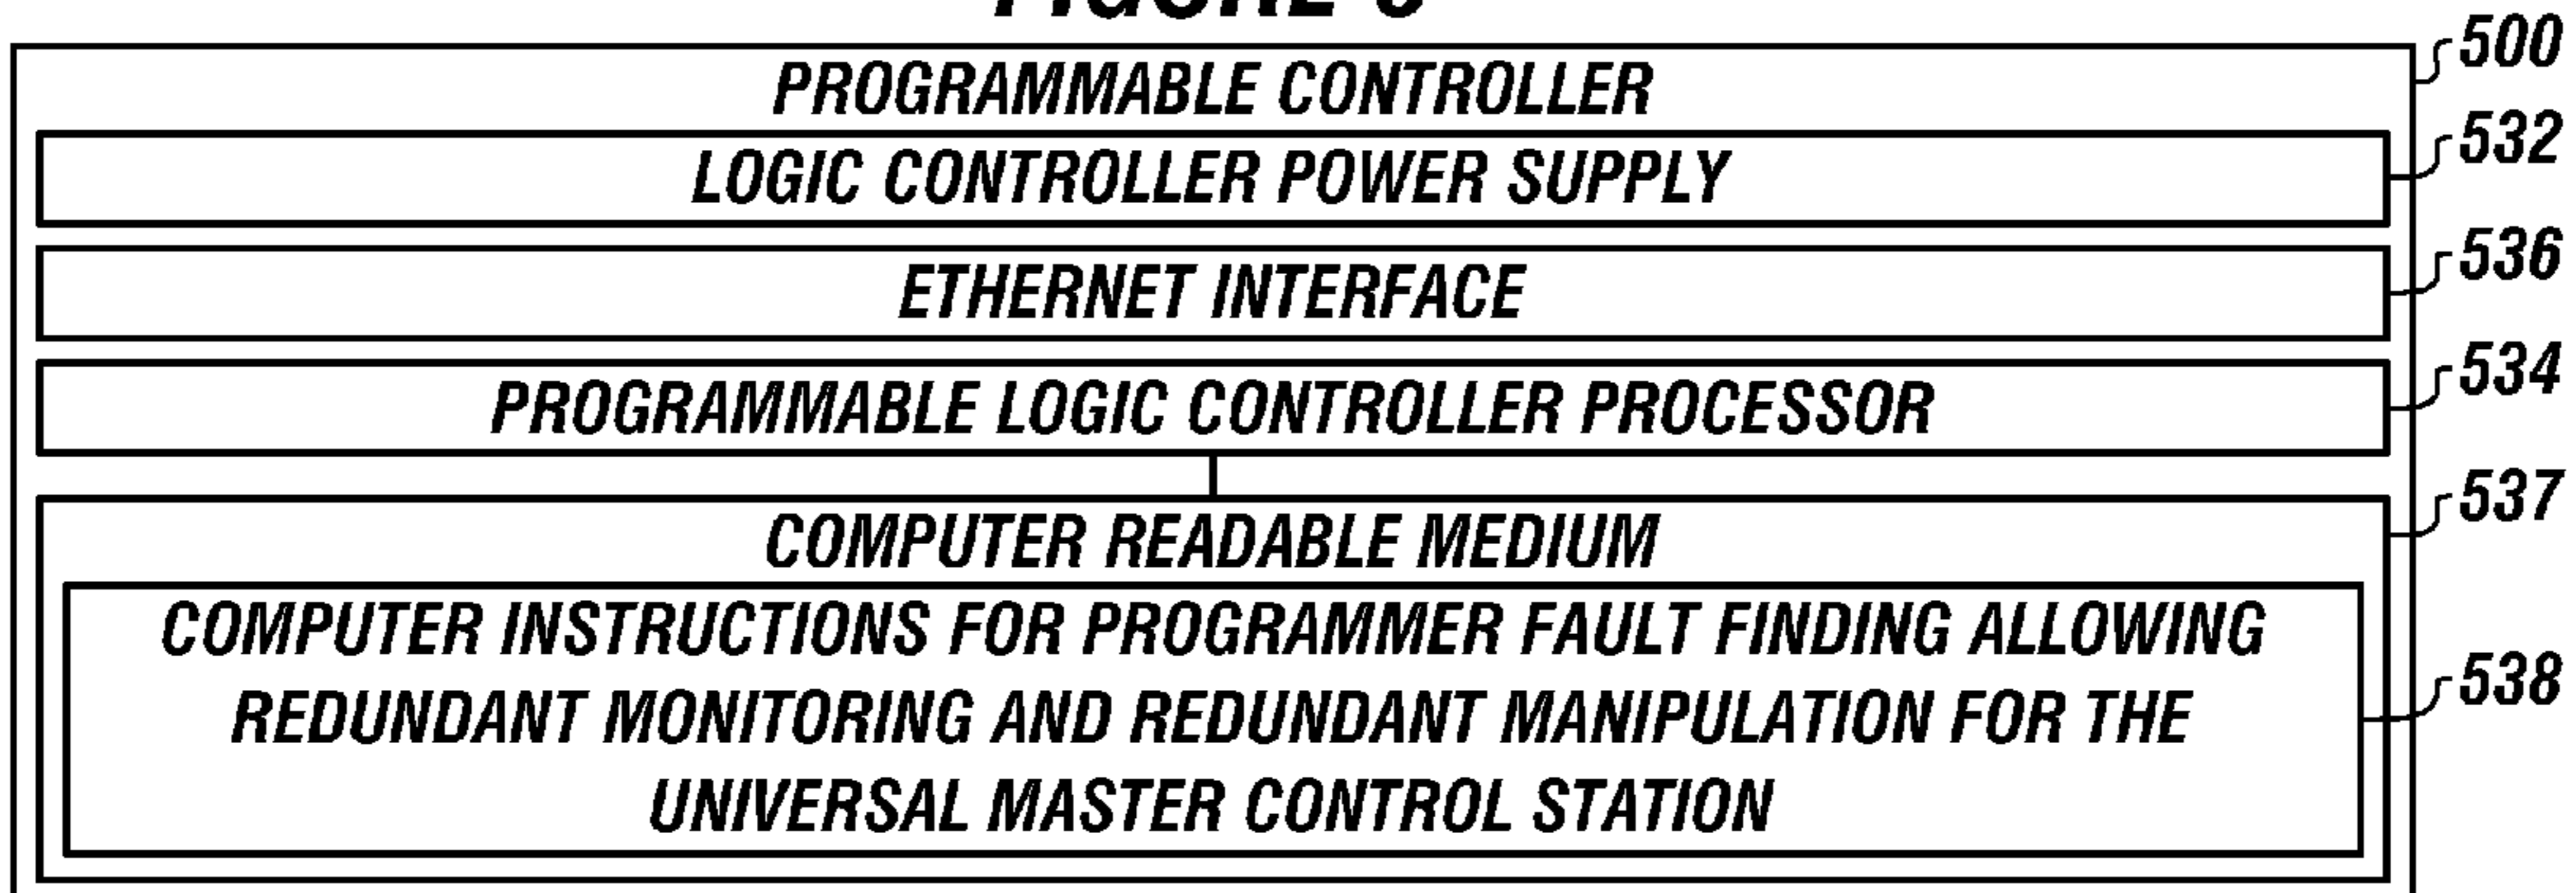 FIGURE
PROGRAMMABLE CONTROLLER 500
LOGIC CONTROLLER POWER SUPPLY 532
ETHERNET INTERFACE 536
PROGRAMMABLE LOGIC CONTROLLER PROCESSOR 534
COMPUTER READABLE MEDIUM 537
COMPUTER INSTRUCTIONS FOR PROGRAMMER FAULT FINDING ALLOWING
REDUNDANT MONITORING AND REDUNDANT MANIPULATION FOR THE 538
UNIVERSAL MASTER CONTROL STATION